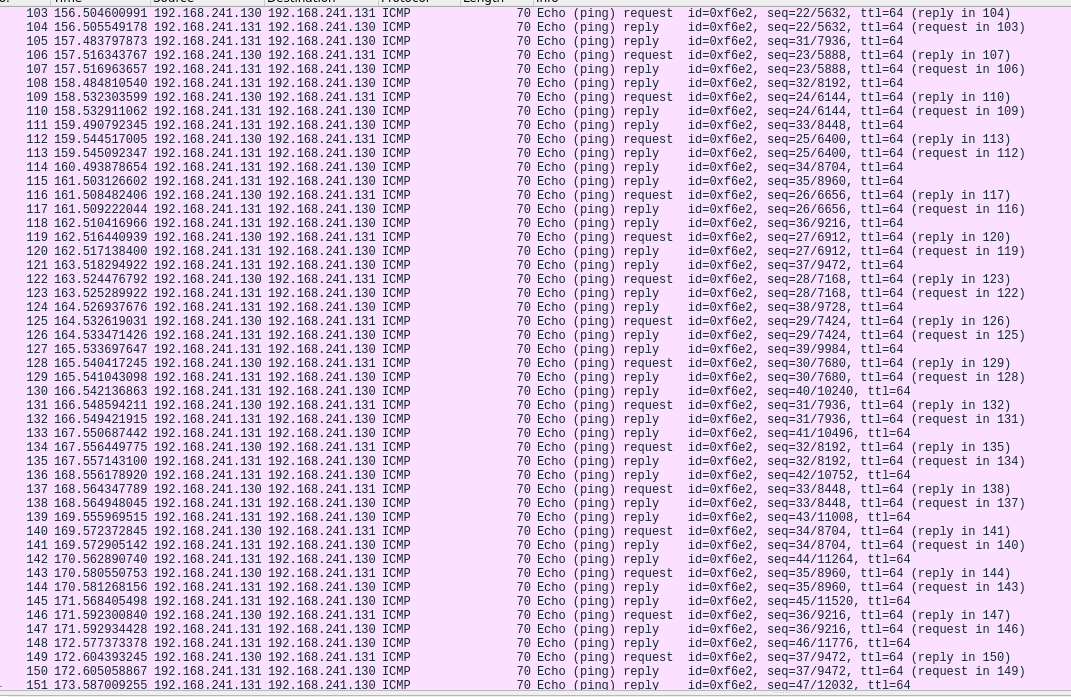 Time Source Destination Protocol Length Info
103 156.504600991 192.168.241.130 192.168.241.131 ICMP 70 Echo (ping) request id=0xf6e2, seq=22/5632, ttl=64 (reply in 104)
104 156.505549178 192.168.241.131 192.168.241.130 ICMP 70 Echo (ping) reply id=0xf6e2, seq=22/5632, ttl=64 (request in 103)
105 157.483797873 192.168.241.131 192.168.241.130 ICMP 70 Echo (ping) reply id=0xf6e2, seq=31/7936, ttl=64
106 157.516343767 192.168.241.130 192.168.241.131 ICMP 70 Echo (ping) request id=0xf6e2, seq=23/5888, ttl=64 (reply in 107)
107 157.516963657 192.168.241.131 192.168.241.130 ICMP 70 Echo (ping) reply id=0xf6e2, seq=23/5888, ttl=64 (request in 106)
108 158.484810540 192.168.241.131 192.168.241.130 ICMP 70 Echo (ping) reply id=0xf6e2, seq=32/8192, ttl=64
109 158.532303599 192.168.241.130 192.168.241.131 ICMP 70 Echo (ping) request id=0xf6e2, seq=24/6144, ttl=64 (reply in 110)
110 158.532911062 192.168.241.131 192.168.241.130 ICMP 70 Echo (ping) reply id=0xf6e2, seq=24/6144, ttl=64 (request in 109)
111 159.490792345 192.168.241.131 192.168.241.130 ICMP 70 Echo (ping) reply id=0xf6e2, seq=33/8448, ttl=64
112 159.544517005 192.168.241.130 192.168.241.131 ICMP 70 Echo (ping) request id=0xf6e2, seq=25/6400, ttl=64 (reply in 113)
113 159.545092347 192.168.241.131 192.168.241.130 ICMP 70 Echo (ping) reply id=0xf6e2, seq=25/6400, ttl=64 (request in 112)
114 160.493878654 192.168.241.131 192.168.241.130 ICMP 70 Echo (ping) reply id=0xf6e2, seq=34/8704, ttl=64
115 161.503126602 192.168.241.131 192.168.241.130 ICMP 70 Echo (ping) reply id=0xf6e2, seq=35/8960, ttl=64
116 161.508482406 192.168.241.130 192.168.241.131 ICMP 70 Echo (ping) request id=0xf6e2, seq=26/6656, ttl=64 (reply in 117)
117 161.509222044 192.168.241.131 192.168.241.130 ICMP 70 Echo (ping) reply id=0xf6e2, seq=26/6656, ttl=64 (request in 116)
118 162.510416966 192.168.241.131 192.168.241.130 ICMP 70 Echo (ping) reply id=0xf6e2, seq=36/9216, ttl=64
119 162.516440939 192.168.241.130 192.168.241.131 ICMP 70 Echo (ping) request id=0xf6e2, seq=27/6912, ttl=64 (reply in 120)
120 162.517138400 192.168.241.131 192.168.241.130 ICMP 70 Echo (ping) reply id=0xf6e2, seq=27/6912, ttl=64 (request in 119)
121 163.518294922 192.168.241.131 192.168.241.130 ICMP 70 Echo (ping) reply id=0xf6e2, seq=37/9472, ttl=64
122 163.524476792 192.168.241.130 192.168.241.131 ICMP 70 Echo (ping) request id=0xf6e2, seq=28/7168, ttl=64 (reply in 123)
123 163.525289922 192.168.241.131 192.168.241.130 ICMP 70 Echo (ping) reply id=0xf6e2, seq=28/7168, ttl=64 (request in 122)
124 164.526937676 192.168.241.131 192.168.241.130 ICMP 70 Echo (ping) reply id=0xf6e2, seq=38/9728, ttl=64
125 164.532619031 192.168.241.130 192.168.241.131 ICMP 70 Echo (ping) request id=0xf6e2, seq=29/7424, ttl=64 (reply in 126)
126 164.533471426 192.168.241.131 192.168.241.130 ICMP 70 Echo (ping) reply id=0xf6e2, seq=29/7424, ttl=64 (request in 125)
127 165.533697647 192.168.241.131 192.168.241.130 ICMP 70 Echo (ping) reply id=0xf6e2, seq=39/9984, ttl=64
128 165.540417245 192.168.241.130 192.168.241.131 ICMP 70 Echo (ping) request id=0xf6e2, seq=30/7680, ttl=64 (reply in 129)
129 165.541043098 192.168.241.131 192.168.241.130 ICMP 70 Echo (ping) reply id=0xf6e2, seq=30/7680, ttl=64 (request in 128)
130 166.542136863 192.168.241.131 192.168.241.130 ICMP 70 Echo (ping) reply id=0xf6e2, seq=40/10240, ttl=64
131 166.548594211 192.168.241.130 192.168.241.131 ICMP 70 Echo (ping) request id=0xf6e2, seq=31/7936, ttl=64 (reply in 132)
132 166.549421915 192.168.241.131 192.168.241.130 ICMP 70 Echo (ping) reply id=0xf6e2, seq=31/7936, ttl=64 (request in 131)
133 167.550687442 192.168.241.131 192.168.241.130 ICMP 70 Echo (ping) reply id=0xf6e2, seq=41/10496, ttl=64
134 167.556449775 192.168.241.130 192.168.241.131 ICMP 70 Echo (ping) request id=0xf6e2, seq=32/8192, ttl=64 (reply in 135)
135 167.557143100 192.168.241.131 192.168.241.130 ICMP 70 Echo (ping) reply id=0xf6e2, seq=32/8192, ttl=64 (request in 134)
136 168.556178920 192.168.241.131 192.168.241.130 ICMP 70 Echo (ping) reply id=0xf6e2, seq=42/10752, ttl=64
137 168.564347789 192.168.241.130 192.168.241.131 ICMP 70 Echo (ping) request id=0xf6e2, seq=33/8448, ttl=64 (reply in 138)
138 168.564948045 192.168.241.131 192.168.241.130 ICMP 70 Echo (ping) reply id=0xf6e2, seq=33/8448, ttl=64 (request in 137)
139 169.555969515 192.168.241.131 192.168.241.130 ICMP 70 Echo (ping) reply id=0xf6e2, seq=43/11008, ttl=64
140 169.572372845 192.168.241.130 192.168.241.131 ICMP 70 Echo (ping) request id=0xf6e2, seq=34/8704, ttl=64 (reply in 141)
141 169.572905142 192.168.241.131 192.168.241.130 ICMP 70 Echo (ping) reply id=0xf6e2, seq=34/8704, ttl=64 (request in 140)
142 170.562890740 192.168.241.131 192.168.241.130 ICMP 70 Echo (ping) reply id=0xf6e2, seq=44/11264, ttl=64
143 170.580550753 192.168.241.130 192.168.241.131 ICMP 70 Echo (ping) request id=0xf6e2, seq=35/8960, ttl=64 (reply in 144)
144 170.581268156 192.168.241.131 192.168.241.130 ICMP 70 Echo (ping) reply id=0xf6e2, seq=35/8960, ttl=64 (request in 143)
145 171.568405498 192.168.241.131 192.168.241.130 ICMP 70 Echo (ping) reply id=0xf6e2, seq=45/11520, ttl=64
146 171.592300840 192.168.241.130 192.168.241.131 ICMP 70 Echo (ping) request id=0xf6e2, seq=36/9216, ttl=64 (reply in 147)
147 171.592934428 192.168.241.131 192.168.241.130 ICMP 70 Echo (ping) reply id=0xf6e2, seq=36/9216, ttl=64 (request in 146)
148 172.577373378 192.168.241.131 192.168.241.130 ICMP 70 Echo (ping) reply id=0xf6e2, seq=46/11776, ttl=64
149 172.604393245 192.168.241.130 192.168.241.131 ICMP 70 Echo (ping) request id=0xf6e2, seq=37/9472, ttl=64 (reply in 150)
150 172.605058867 192.168.241.131 192.168.241.130 ICMP 70 Echo (ping) reply id=0xf6e2, seq=37/9472, ttl=64 (request in 149)
151 173.587009255 192.168.241.131 192.168.241.130 ICMP 70 Echo (ping) reply id=0xf6e2, seq=47/12032, ttl=64